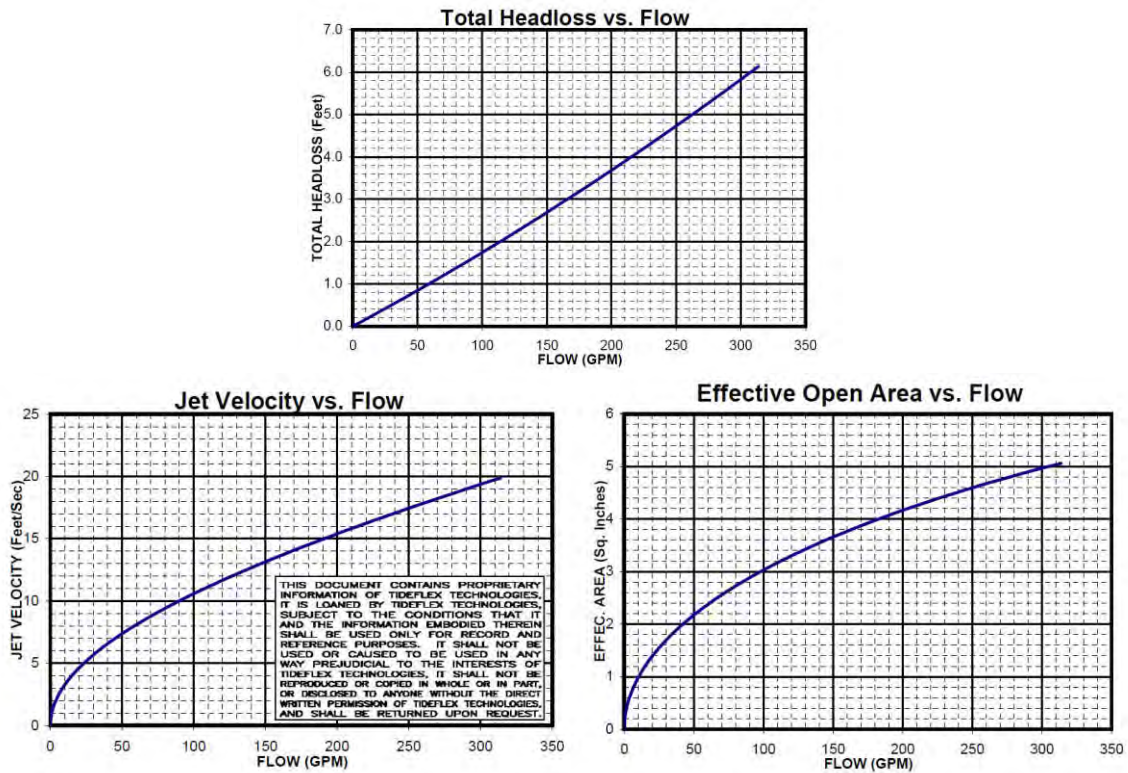 Total Headloss vs. Flow
TOTAL HEADLOSS (Feet)
7.0
6.0
5.0
4.0
3.0
2.0
1.0
0.0
0 50 100 150 200 250 300 350
FLOW (GPM)
Jet Velocity vs. Flow
JET VELOCITY (Feet/Sec)
25
20
15
10
5
0
THIS DOCUMENT CONTAINS PROPRIETARY
INFORMATION OF TIDEFLEX TECHNOLOGIES,
IT IS LOANED BY TIDEFLEX TECHNOLOGIES,
SUBJECT TO THE CONDITIONS THAT IT
AND THE INFORMATION EMBODIED THEREIN
SHALL BE USED ONLY FOR RECORD AND
REFERENCE PURPOSES. IT SHALL NOT BE
USED OR CAUSED TO BE USED IN ANY
WAY PREJUDICIAL TO THE INTERESTS OF
TIDEFLEX TECHNOLOGIES, IT SHALL NOT BE
REPRODUCED OR COPIED IN WHOLE OR IN PART,
OR DISCLOSED TO ANYONE WITHOUT THE DIRECT
WRITTEN PERMISSION OF TIDEFLEX TECHNOLOGIES,
AND SHALL BE RETURNED UPON REQUEST.
0 50 100 150 200 250 300 350
FLOW (GPM)
Effective Open Area vs. Flow
EFFEC. AREA (Sq. Inches)
6
5
4
3
2
1
0
0 50 100 150 200 250 300 350
FLOW (GPM)